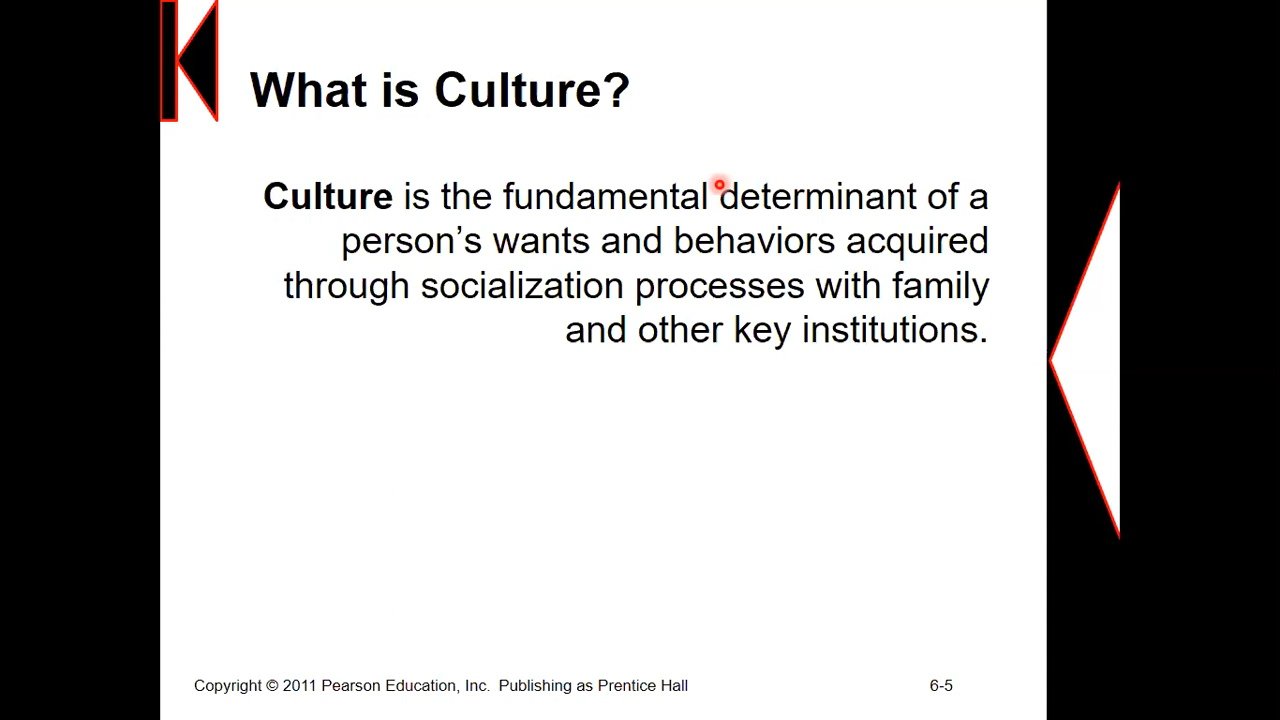 What is Culture?
Culture is the fundamental determinant of a
person’s wants and behaviors acquired
through socialization processes with family
and other key institutions.
Copyright © 2011 Pearson Education, Inc.  Publishing as Prentice Hall
6-5